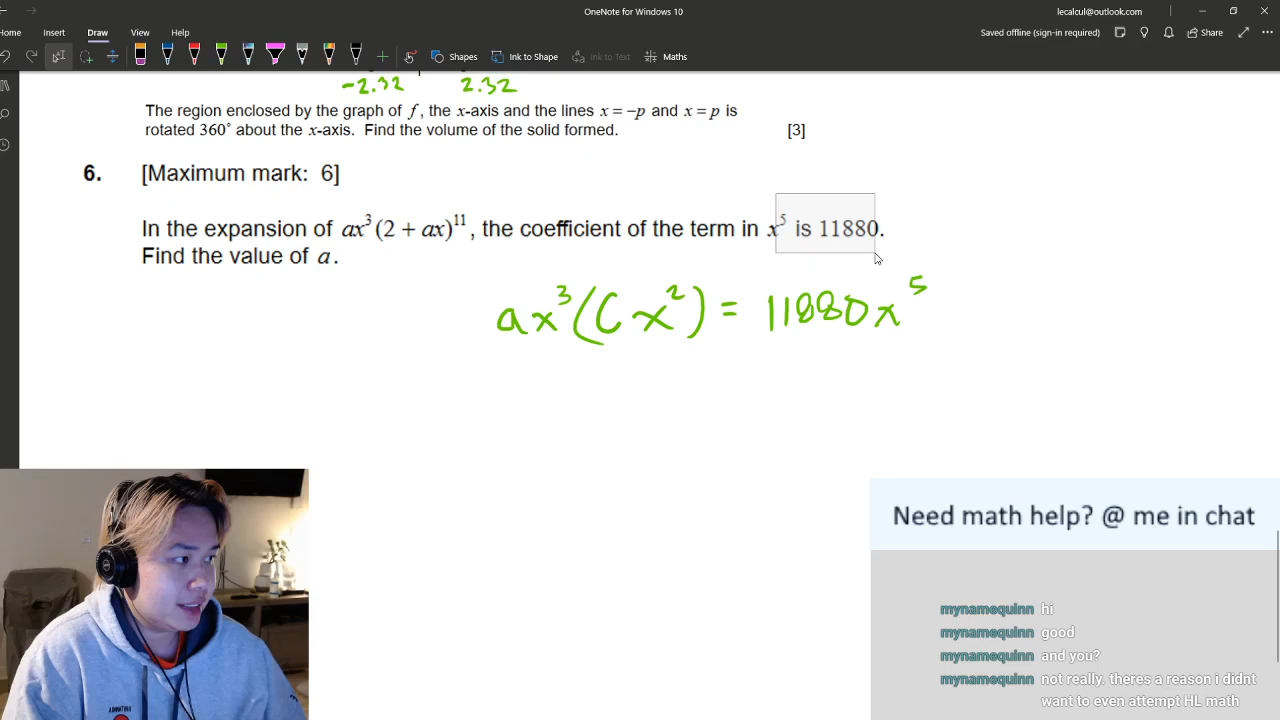 OneNote for Windows 10
lecalcul@outlook.com
Home Insert Draw View Help
Saved offline (sign-in required)
Share
Shapes Ink to Shape Ink to Text Maths
-2.32 2.32
The region enclosed by the graph of f, the x-axis and the lines x = −p and x = p is
rotated 360° about the x-axis. Find the volume of the solid formed. [3]
6. [Maximum mark: 6]
In the expansion of ax³(2 + ax)¹¹, the coefficient of the term in x⁵ is 11880.
Find the value of a.
ax³(Cx²) = 11880x⁵
Need math help? @ me in chat
mynamequinn hi
mynamequinn good
mynamequinn and you?
mynamequinn not really, theres a reason i didnt
want to even attempt HL math